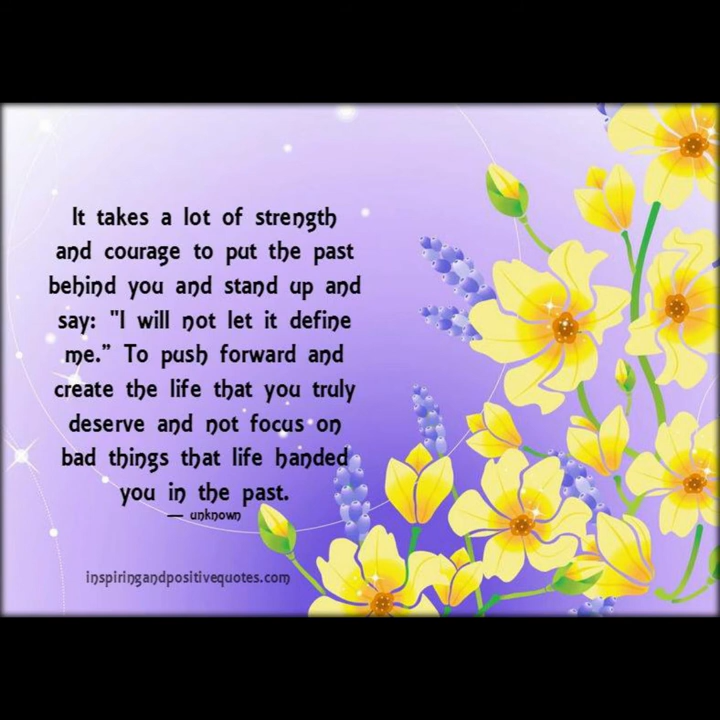 It takes a lot of strength
and courage to put the past
behind you and stand up and
say: "I will not let it define
me.” To push forward and
create the life that you truly
deserve and not focus on
bad things that life handed
you in the past.
— unknown
inspiringandpositivequotes.com